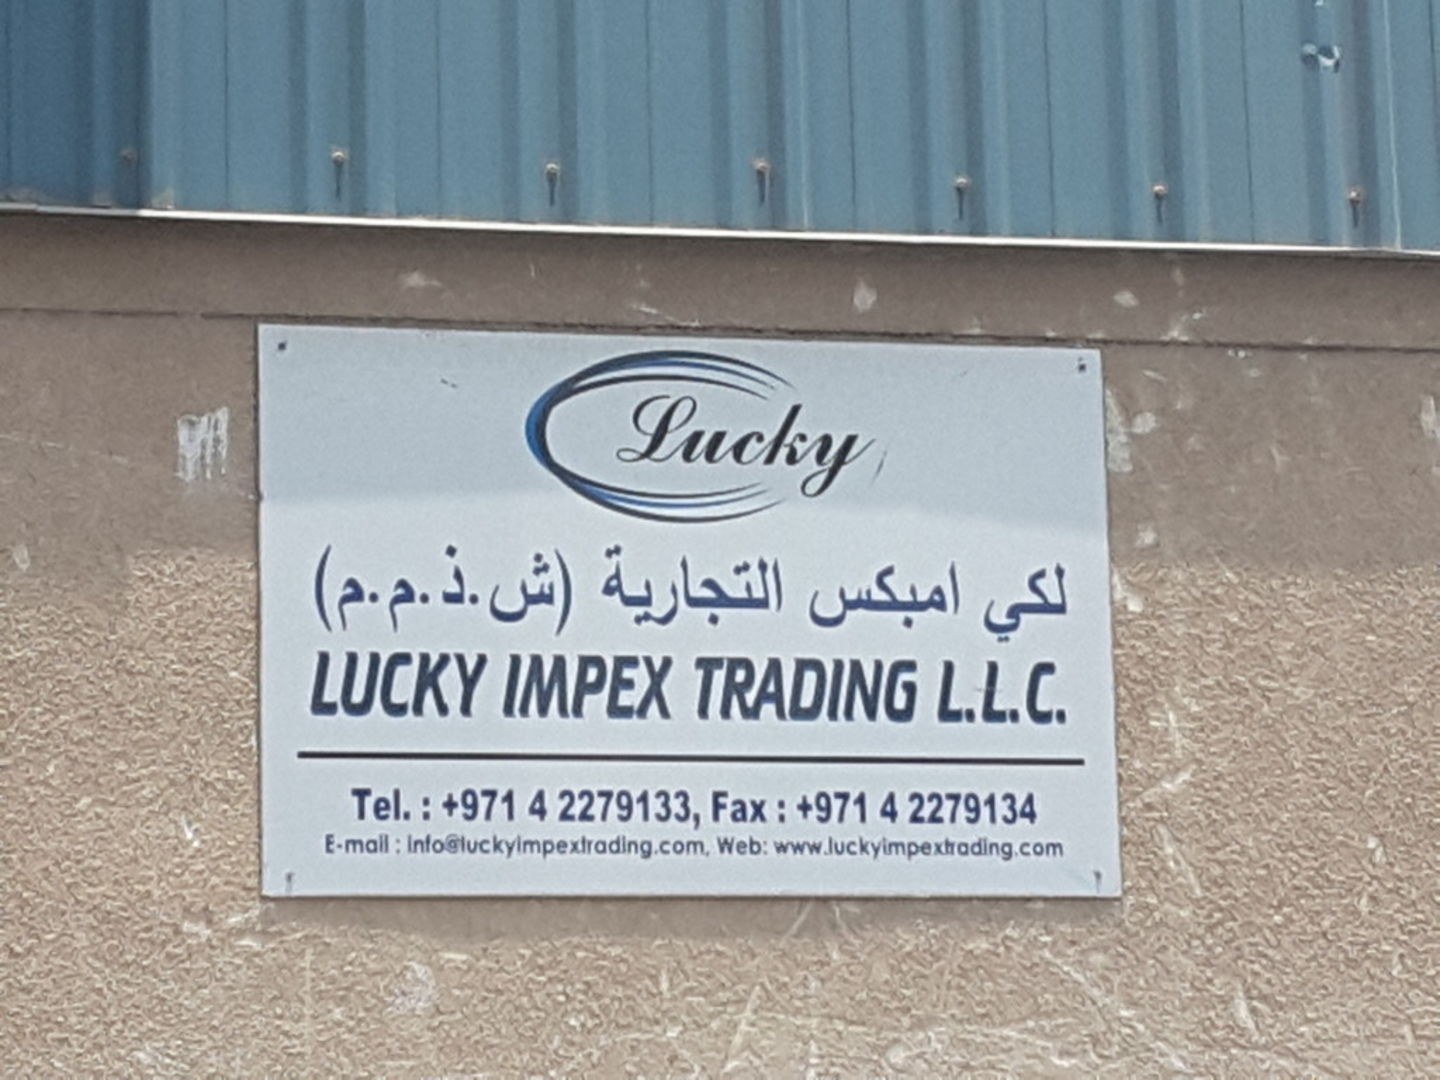 Lucky
لكي امبكس التجارية (ش.ذ.م.م)
LUCKY IMPEX TRADING L.L.C.
Tel. : +971 4 2279133, Fax : +971 4 2279134
E-mail : info@luckyimpextrading.com, Web: www.luckyimpextrading.com